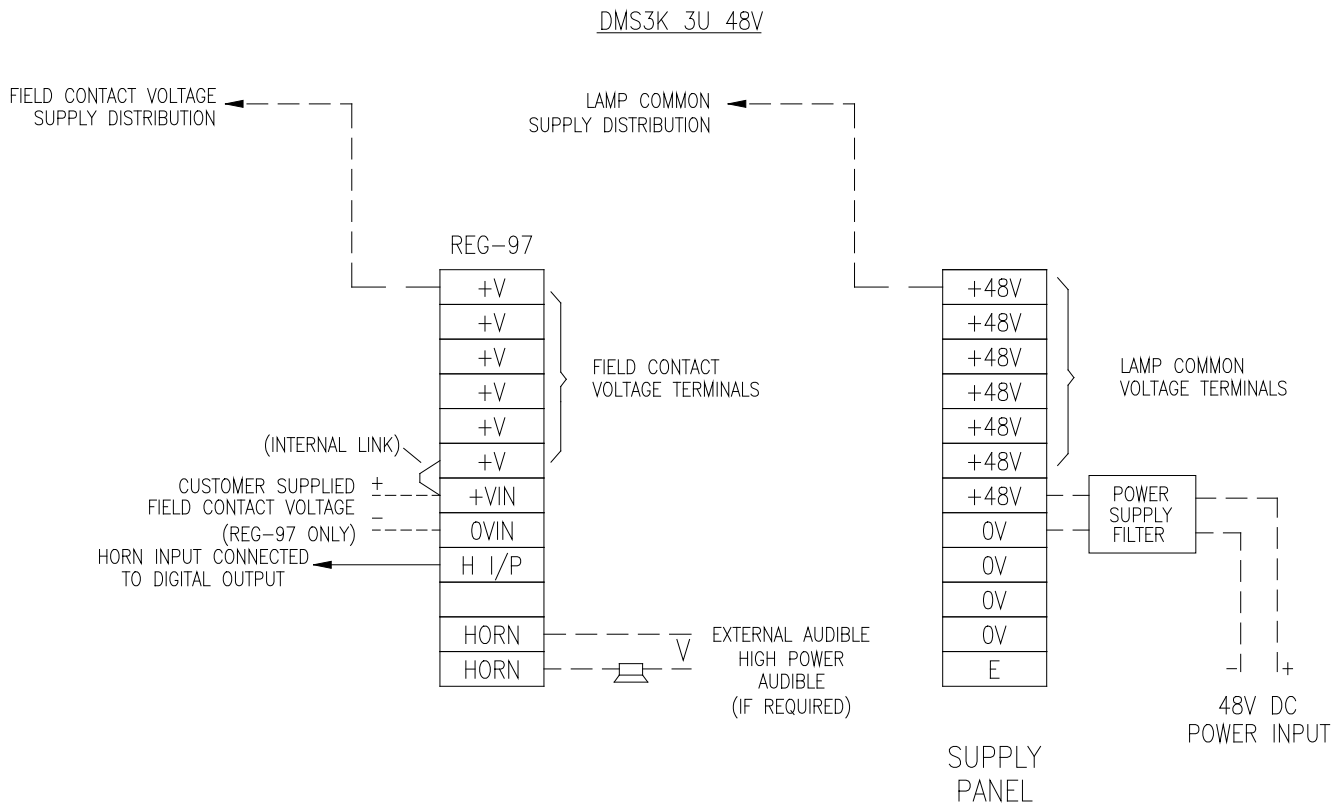 DMS3K 3U 48V
FIELD CONTACT VOLTAGE
SUPPLY DISTRIBUTION
LAMP COMMON
SUPPLY DISTRIBUTION
REG-97
+V
+V
+V
+V
+V
+V
+VIN
0VIN
H I/P
HORN
HORN
FIELD CONTACT
VOLTAGE TERMINALS
(INTERNAL LINK)
CUSTOMER SUPPLIED +
FIELD CONTACT VOLTAGE
-
(REG-97 ONLY)
HORN INPUT CONNECTED
TO DIGITAL OUTPUT
V
EXTERNAL AUDIBLE
HIGH POWER
AUDIBLE
(IF REQUIRED)
+48V
+48V
+48V
+48V
+48V
+48V
+48V
0V
0V
0V
0V
E
LAMP COMMON
VOLTAGE TERMINALS
POWER
SUPPLY
FILTER
- +
48V DC
POWER INPUT
SUPPLY
PANEL